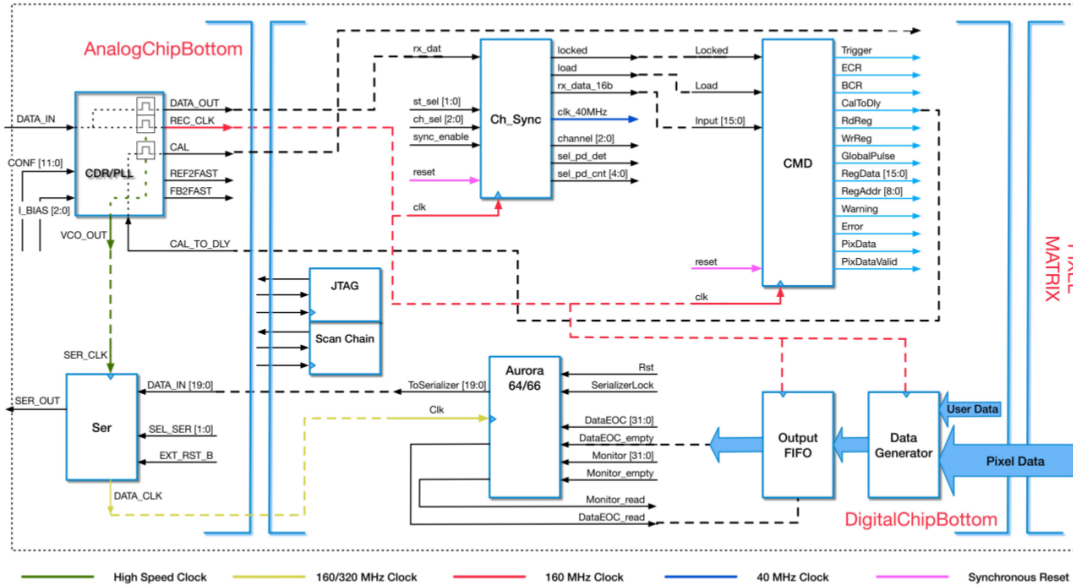 AnalogChipBottom
DATA_IN
DATA_OUT
REC_CLK
CAL
CONF [11:0]
CDR/PLL
REF2FAST
FB2FAST
I_BIAS [2:0]
VCO_OUT
CAL_TO_DLY
rx_dat
st_sel [1:0]
ch_sel [2:0]
sync_enable
reset
clk
Ch_Sync
locked
load
rx_data_16b
clk_40MHz
channel [2:0]
sel_pd_det
sel_pd_cnt [4:0]
Locked
Load
Input [15:0]
reset
clk
CMD
Trigger
ECR
BCR
CalToDly
RdReg
WrReg
GlobalPulse
RegData [15:0]
RegAddr [8:0]
Warning
Error
PixData
PixDataValid
MATRIX
JTAG
Scan Chain
SER_CLK
SER_OUT
Ser
DATA_IN [19:0]
SEL_SER [1:0]
EXT_RST_B
DATA_CLK
ToSerializer [19:0]
Clk
Aurora
64/66
Rst
SerializerLock
DataEOC [31:0]
DataEOC_empty
Monitor [31:0]
Monitor_empty
Monitor_read
DataEOC_read
Output
FIFO
Data
Generator
User Data
Pixel Data
DigitalChipBottom
High Speed Clock
160/320 MHz Clock
160 MHz Clock
40 MHz Clock
Synchronous Reset